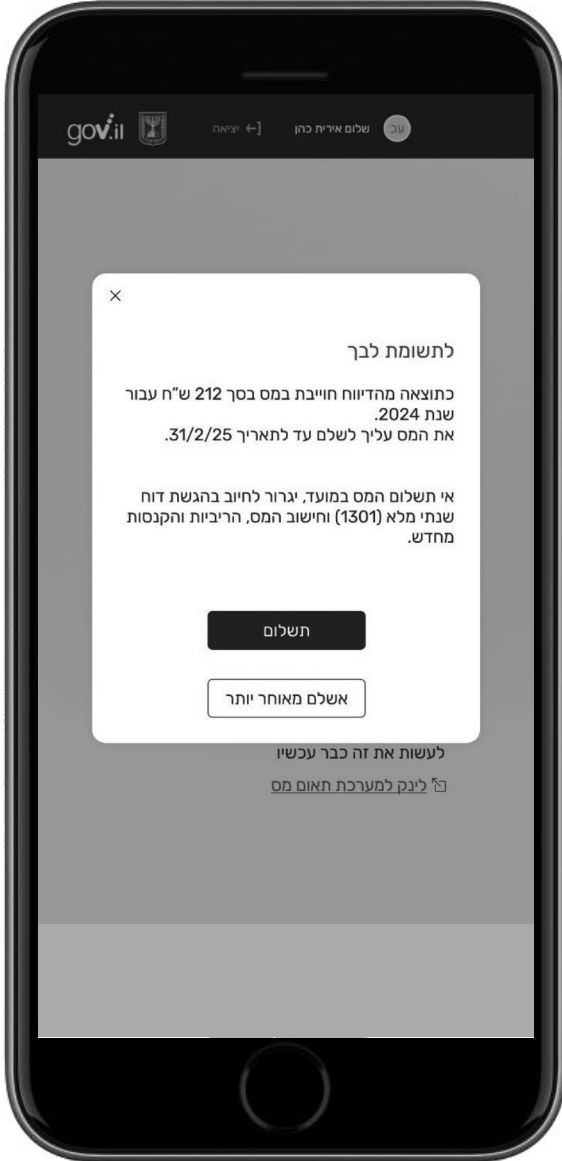 gov.il
יציאה
שלום אירית כהן
עכ
לתשומת לבך
כתוצאה מהדיווח חוייבת במס בסך 212 ש"ח עבור
שנת 2024.
את המס עליך לשלם עד לתאריך 31/2/25.
אי תשלום המס במועד, יגרור לחיוב בהגשת דוח
שנתי מלא (1301) וחישוב המס, הריביות והקנסות
מחדש.
תשלום
אשלם מאוחר יותר
לעשות את זה כבר עכשיו
לינק למערכת תאום מס